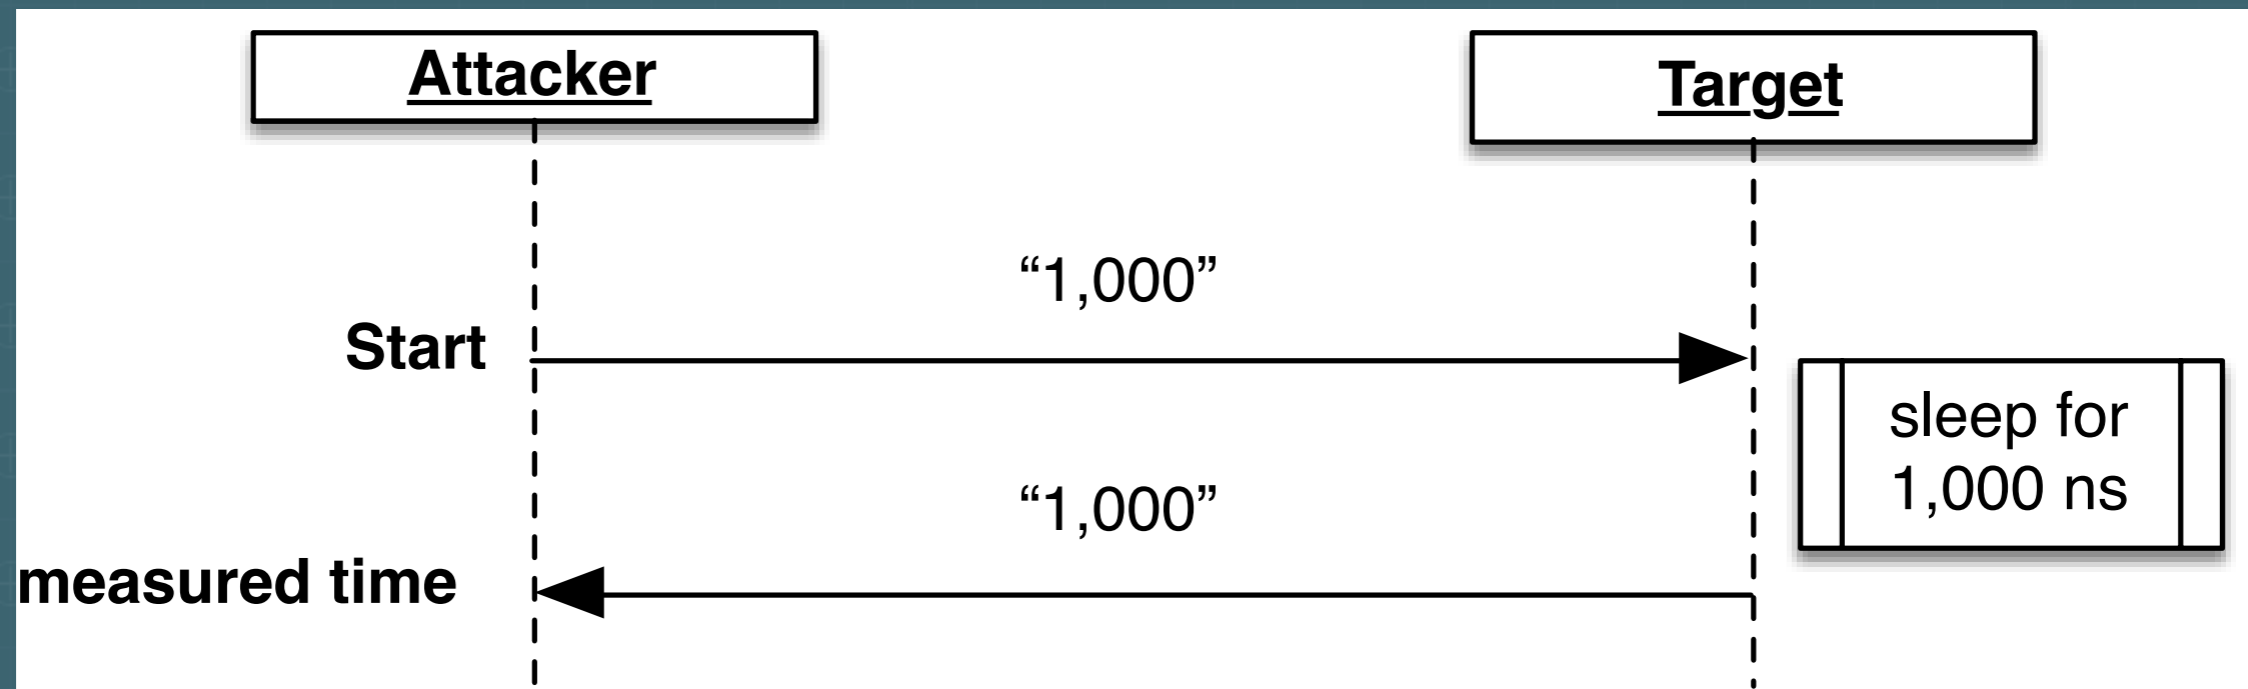 Attacker
Target
“1,000”
Start
sleep for
1,000 ns
“1,000”
measured time